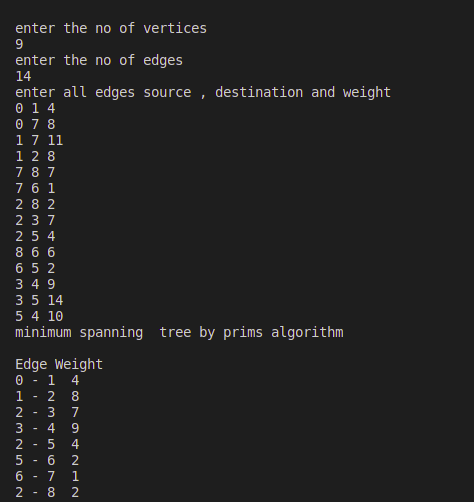 enter the no of vertices
9
enter the no of edges
14
enter all edges source , destination and weight
0 1 4
0 7 8
1 7 11
1 2 8
7 8 7
7 6 1
2 8 2
2 3 7
2 5 4
8 6 6
6 5 2
3 4 9
3 5 14
5 4 10
minimum spanning  tree by prims algorithm
Edge Weight
0 - 1  4
1 - 2  8
2 - 3  7
3 - 4  9
2 - 5  4
5 - 6  2
6 - 7  1
2 - 8  2